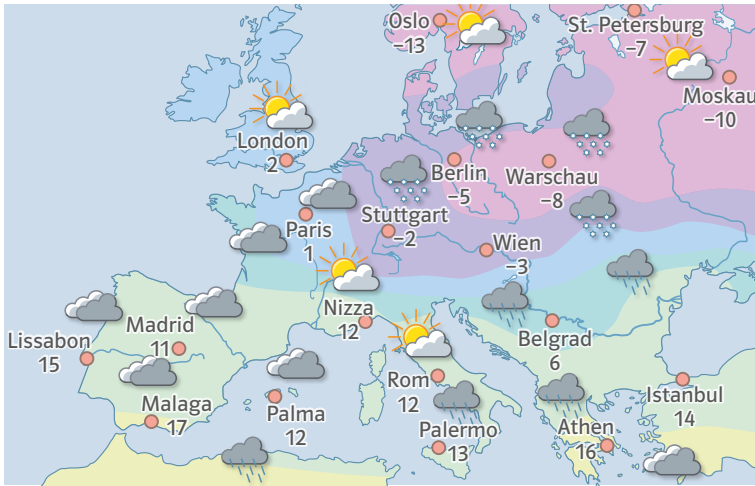 Oslo
−13
St. Petersburg
−7
Moskau
−10
London
2
Berlin
−5
Warschau
−8
Paris
1
Stuttgart
−2
Wien
−3
Nizza
12
Belgrad
6
Lissabon
15
Madrid
11
Rom
12
Istanbul
14
Malaga
17
Palma
12
Palermo
13
Athen
16